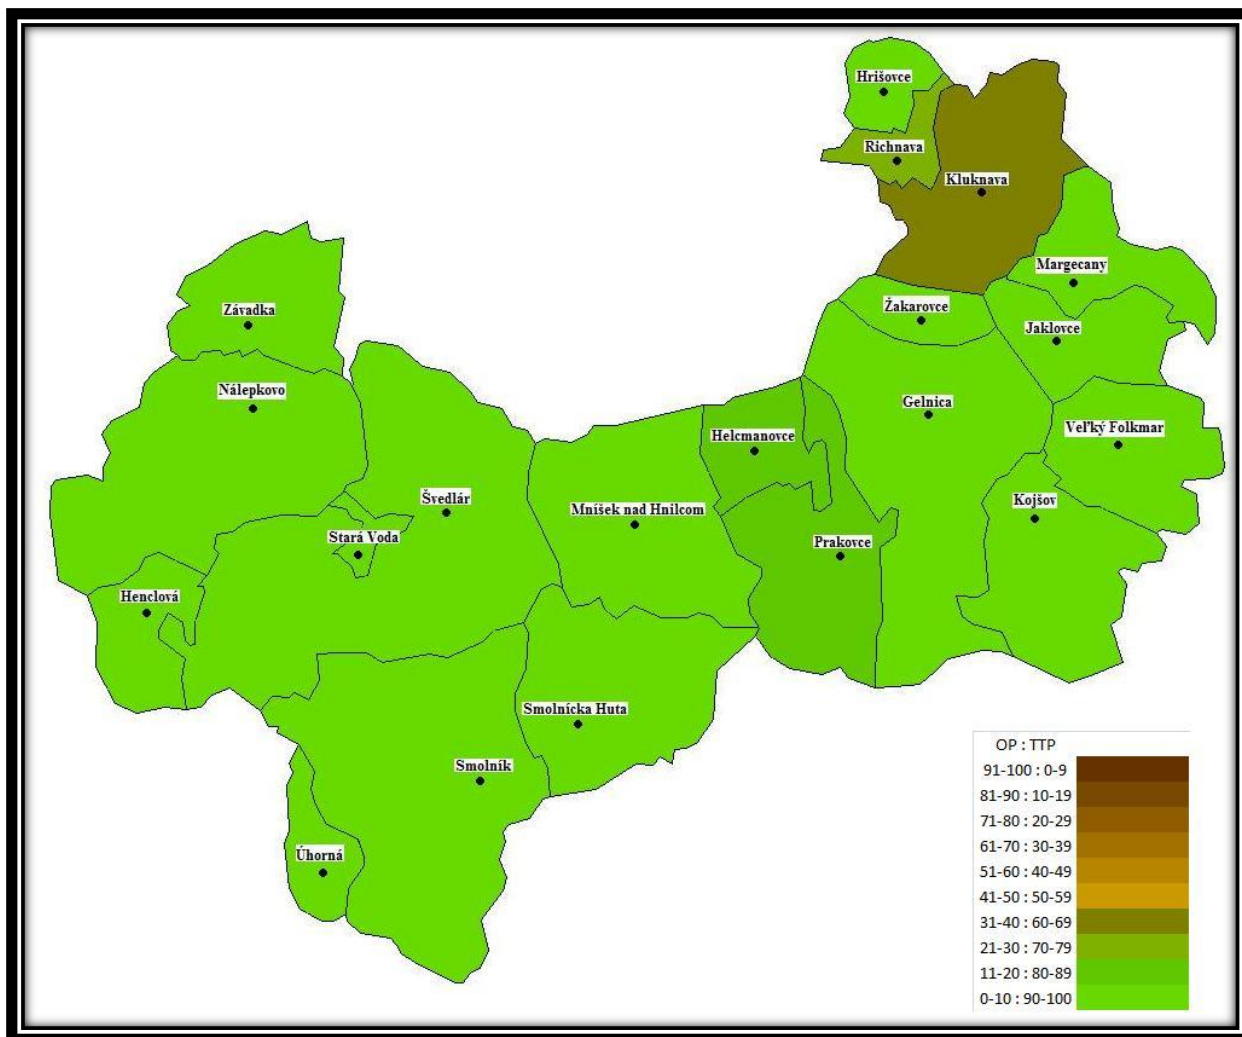 Hrišovce
Richnava
Kluknava
Margecany
Závadka
Žakarovce
Jaklovce
Nálepkovo
Gelnica
Veľký Folkmar
Helcmanovce
Švedlár
Mníšek nad Hnilcom
Kojšov
Stará Voda
Prakovce
Henclová
Smolnícka Huta
Smolník
Úhorná
OP : TTP
91-100 : 0-9
81-90 : 10-19
71-80 : 20-29
61-70 : 30-39
51-60 : 40-49
41-50 : 50-59
31-40 : 60-69
21-30 : 70-79
11-20 : 80-89
0-10 : 90-100